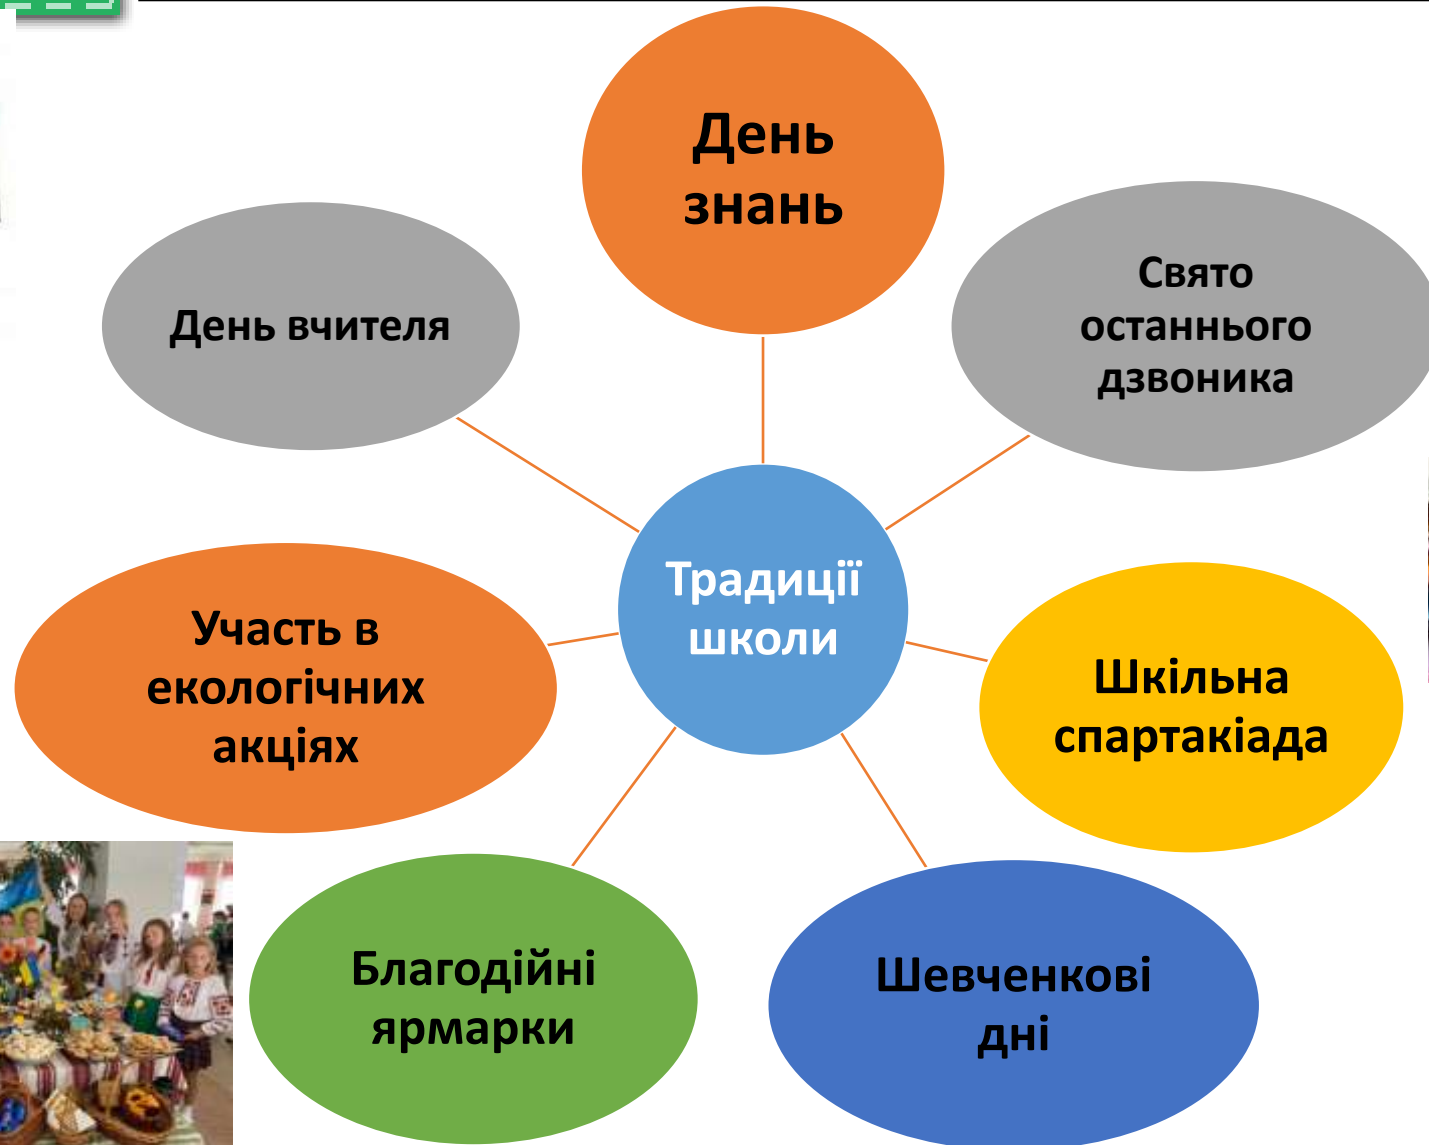 День
знань
День вчителя
Свято
останнього
дзвоника
Традиції
школи
Участь в
екологічних
акціях
Шкільна
спартакіада
Благодійні
ярмарки
Шевченкові
дні